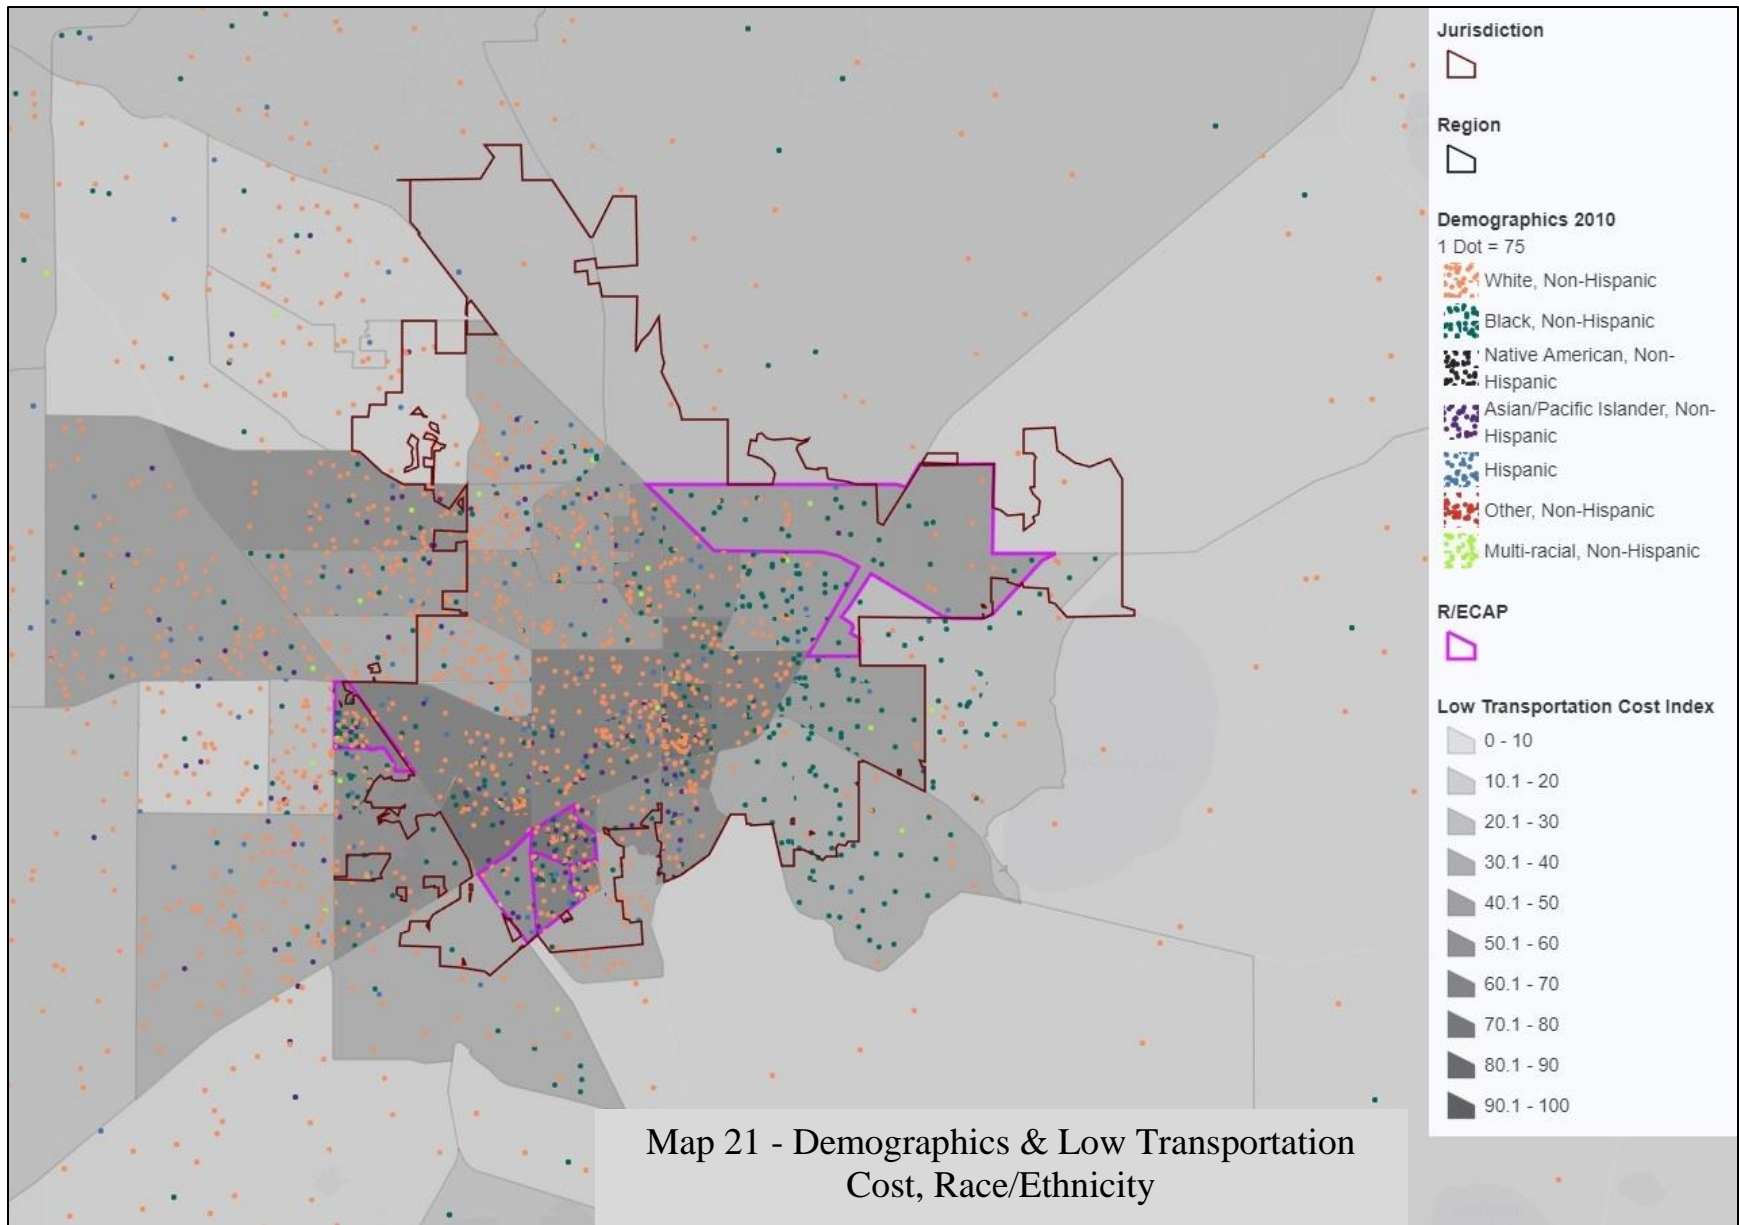 Jurisdiction
Region
Demographics 2010
1 Dot = 75
White, Non-Hispanic
Black, Non-Hispanic
Native American, Non-
Hispanic
Asian/Pacific Islander, Non-
Hispanic
Hispanic
Other, Non-Hispanic
Multi-racial, Non-Hispanic
R/ECAP
Low Transportation Cost Index
0 - 10
10.1 - 20
20.1 - 30
30.1 - 40
40.1 - 50
50.1 - 60
60.1 - 70
70.1 - 80
80.1 - 90
90.1 - 100
Map 21 - Demographics & Low Transportation
Cost, Race/Ethnicity